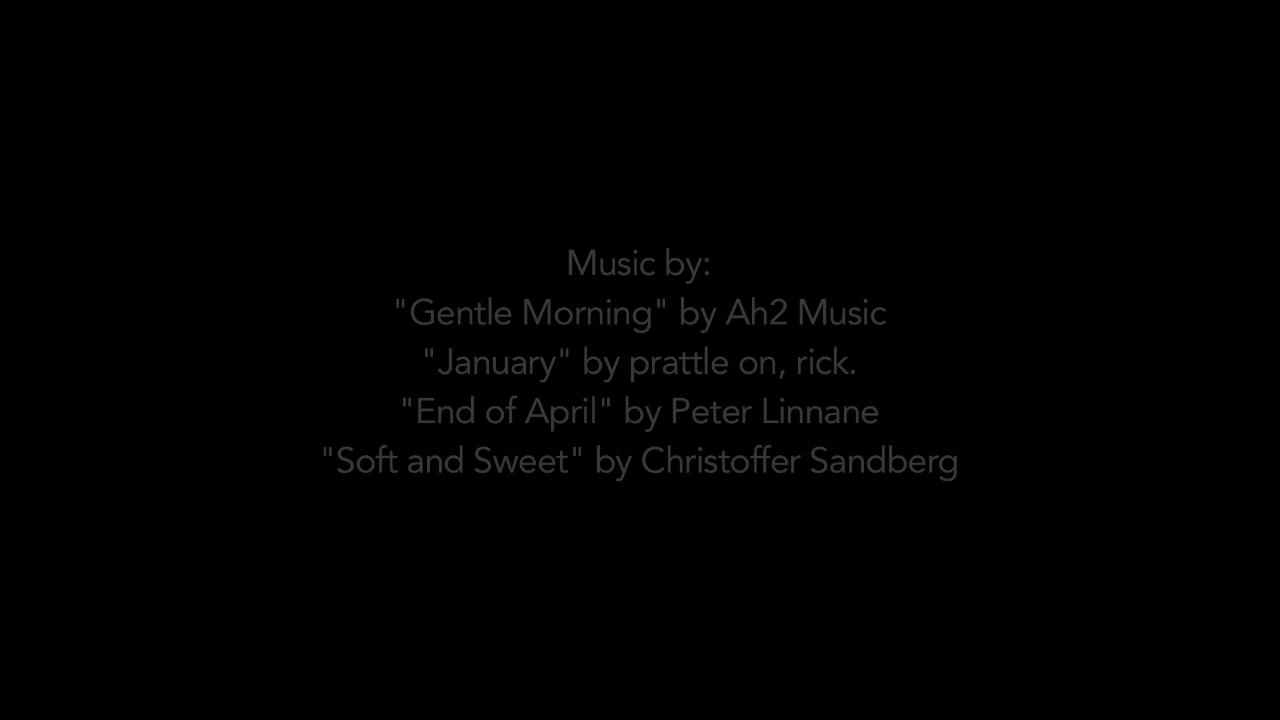 Music by:
"Gentle Morning" by Ah2 Music
"January" by prattle on, rick.
"End of April" by Peter Linnane
"Soft and Sweet" by Christoffer Sandberg